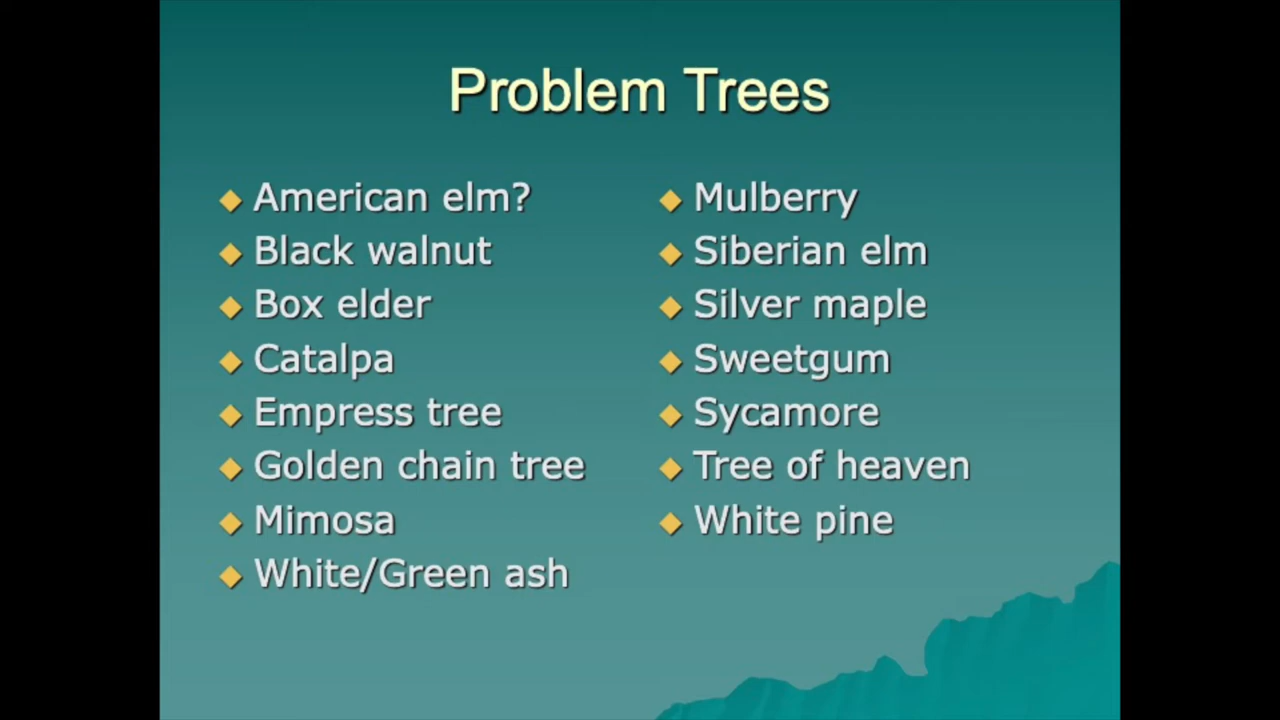 Problem Trees
American elm?
Black walnut
Box elder
Catalpa
Empress tree
Golden chain tree
Mimosa
White/Green ash
Mulberry
Siberian elm
Silver maple
Sweetgum
Sycamore
Tree of heaven
White pine